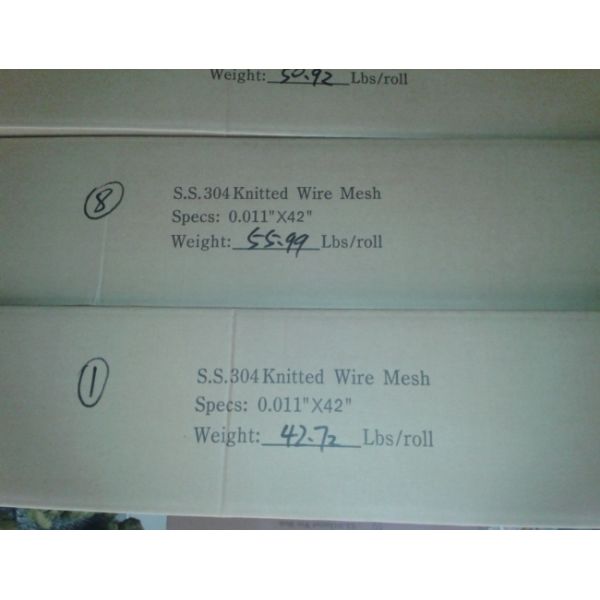 Weight: 50.92 Lbs/roll
8
S.S.304 Knitted Wire Mesh
Specs: 0.011"X42"
Weight: 55.99 Lbs/roll
1
S.S.304 Knitted Wire Mesh
Specs: 0.011"X42"
Weight: 42.72 Lbs/roll